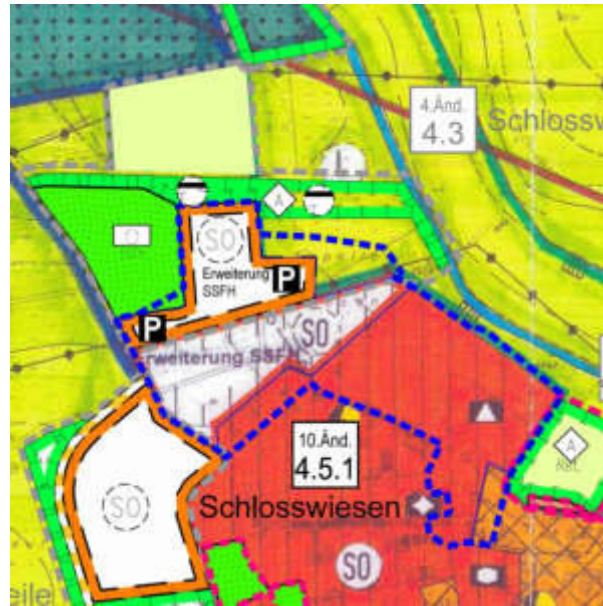 4.Änd.
4.3
Schlossw
L
A
SO
Erweiterung
SSFH
P
P
SO
Erweiterung SSFH
10.Änd.
4.5.1
Schlosswiesen
A
SO
SO
eile